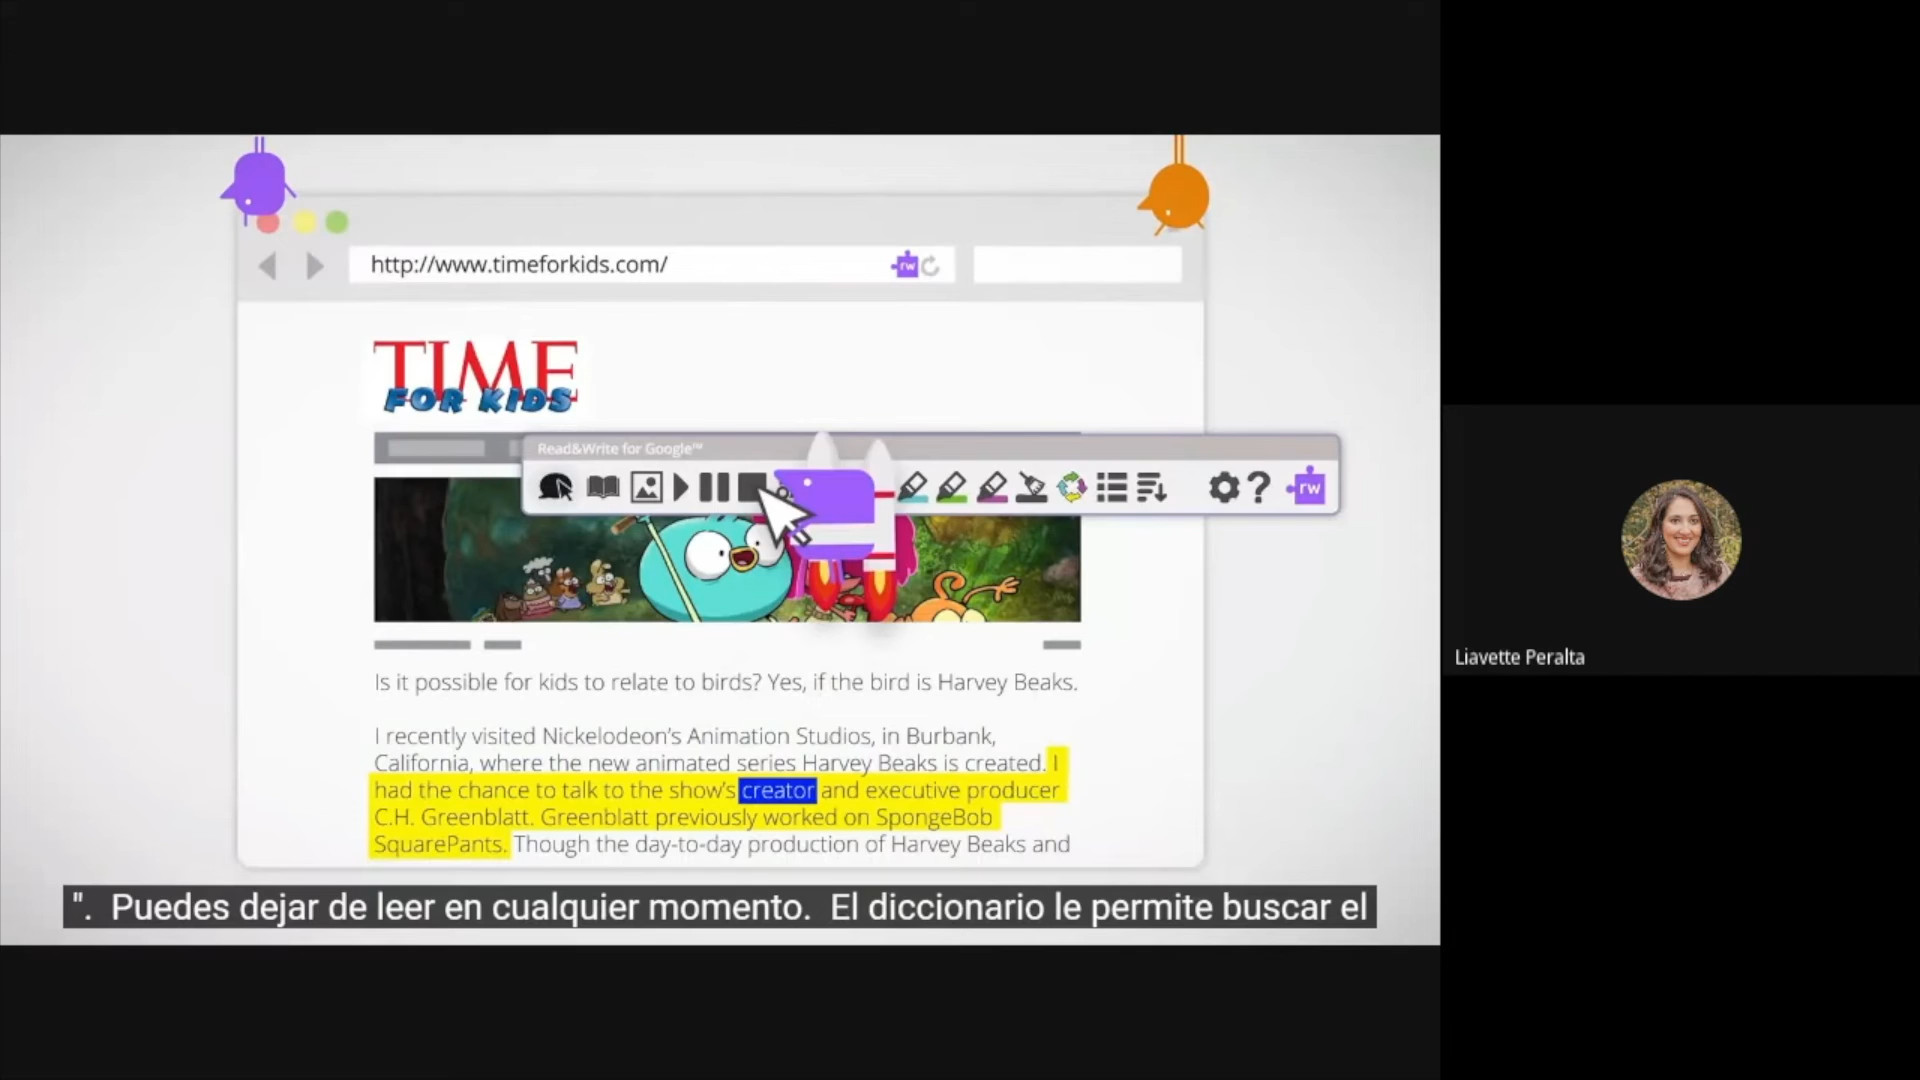 http://www.timeforkids.com/
rw
TIME
FOR KIDS
Read&Write for Google™
rw
Is it possible for kids to relate to birds? Yes, if the bird is Harvey Beaks.
I recently visited Nickelodeon's Animation Studios, in Burbank,
California, where the new animated series Harvey Beaks is created. I
had the chance to talk to the show's creator and executive producer
C.H. Greenblatt. Greenblatt previously worked on SpongeBob
SquarePants. Though the day-to-day production of Harvey Beaks and
". Puedes dejar de leer en cualquier momento. El diccionario le permite buscar el
Liavette Peralta